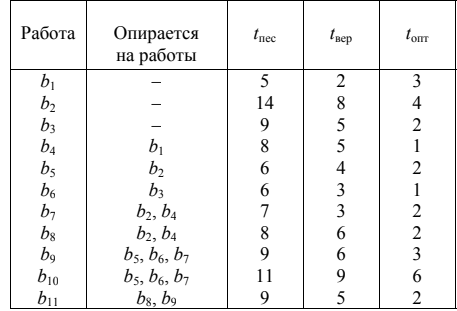 Работа Опирается на работы tпес tвер tопт
b1 – 5 2 3
b2 – 14 8 4
b3 – 9 5 2
b4 b1 8 5 1
b5 b2 6 4 2
b6 b3 6 3 1
b7 b2, b4 7 3 2
b8 b2, b4 8 6 2
b9 b5, b6, b7 9 6 3
b10 b5, b6, b7 11 9 6
b11 b8, b9 9 5 2